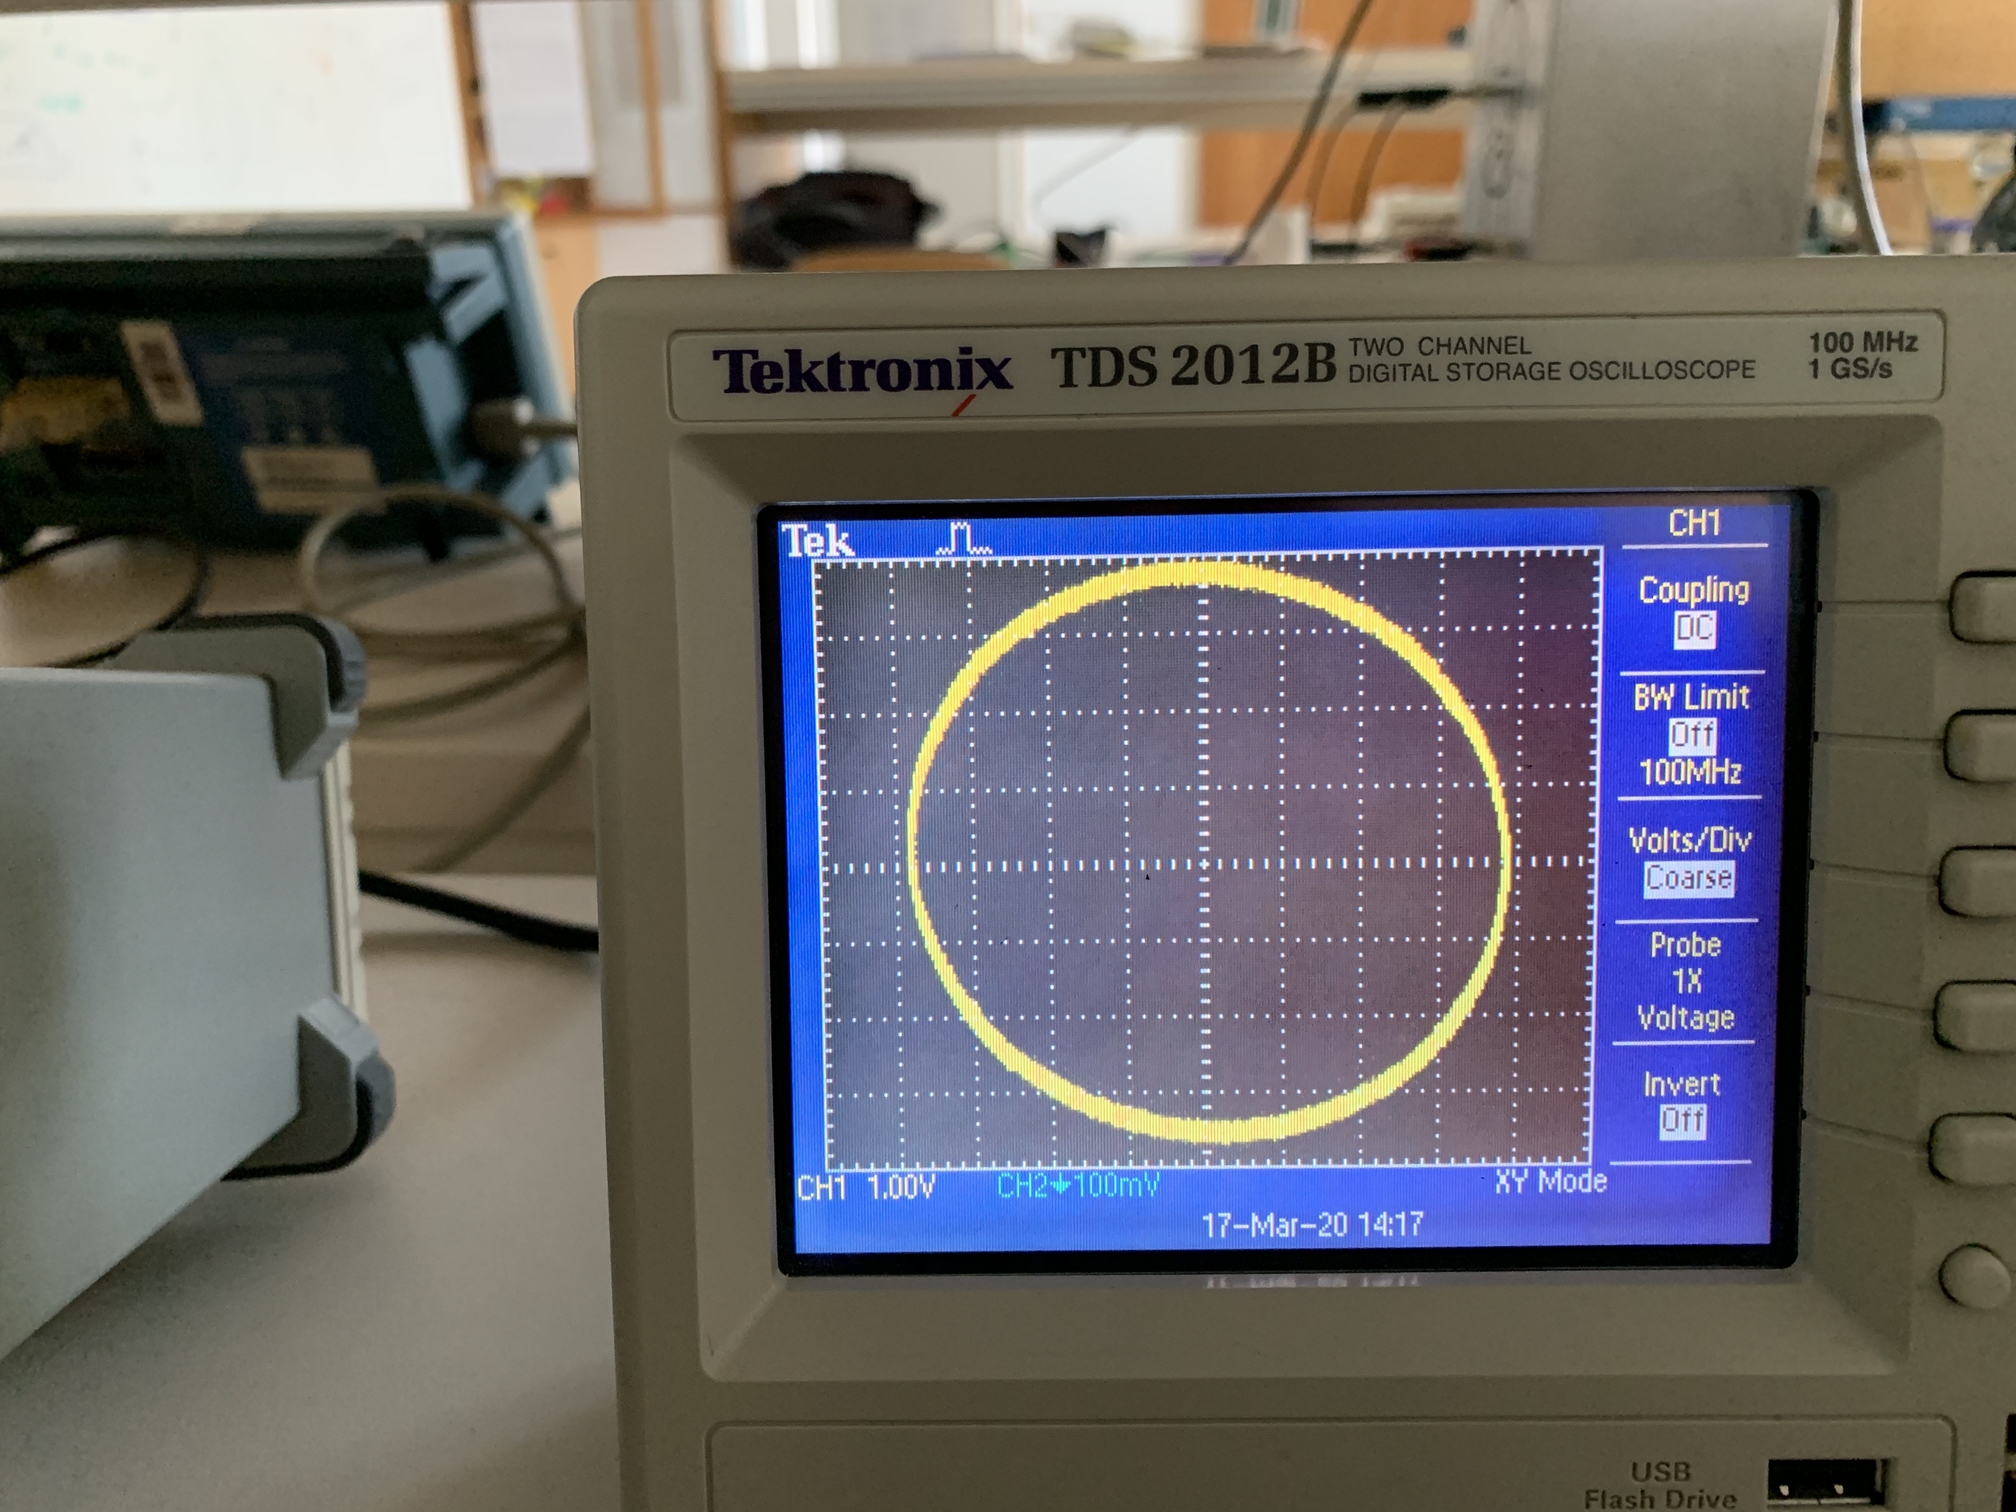 Tektronix TDS 2012B TWO CHANNEL
DIGITAL STORAGE OSCILLOSCOPE
100 MHz
1 GS/s
Tek
CH1
Coupling
DC
BW Limit
Off
100MHz
Volts/Div
Coarse
Probe
1X
Voltage
Invert
Off
CH1 1.00V CH2 100mV XY Mode
17-Mar-20 14:17
USB
Flash Drive